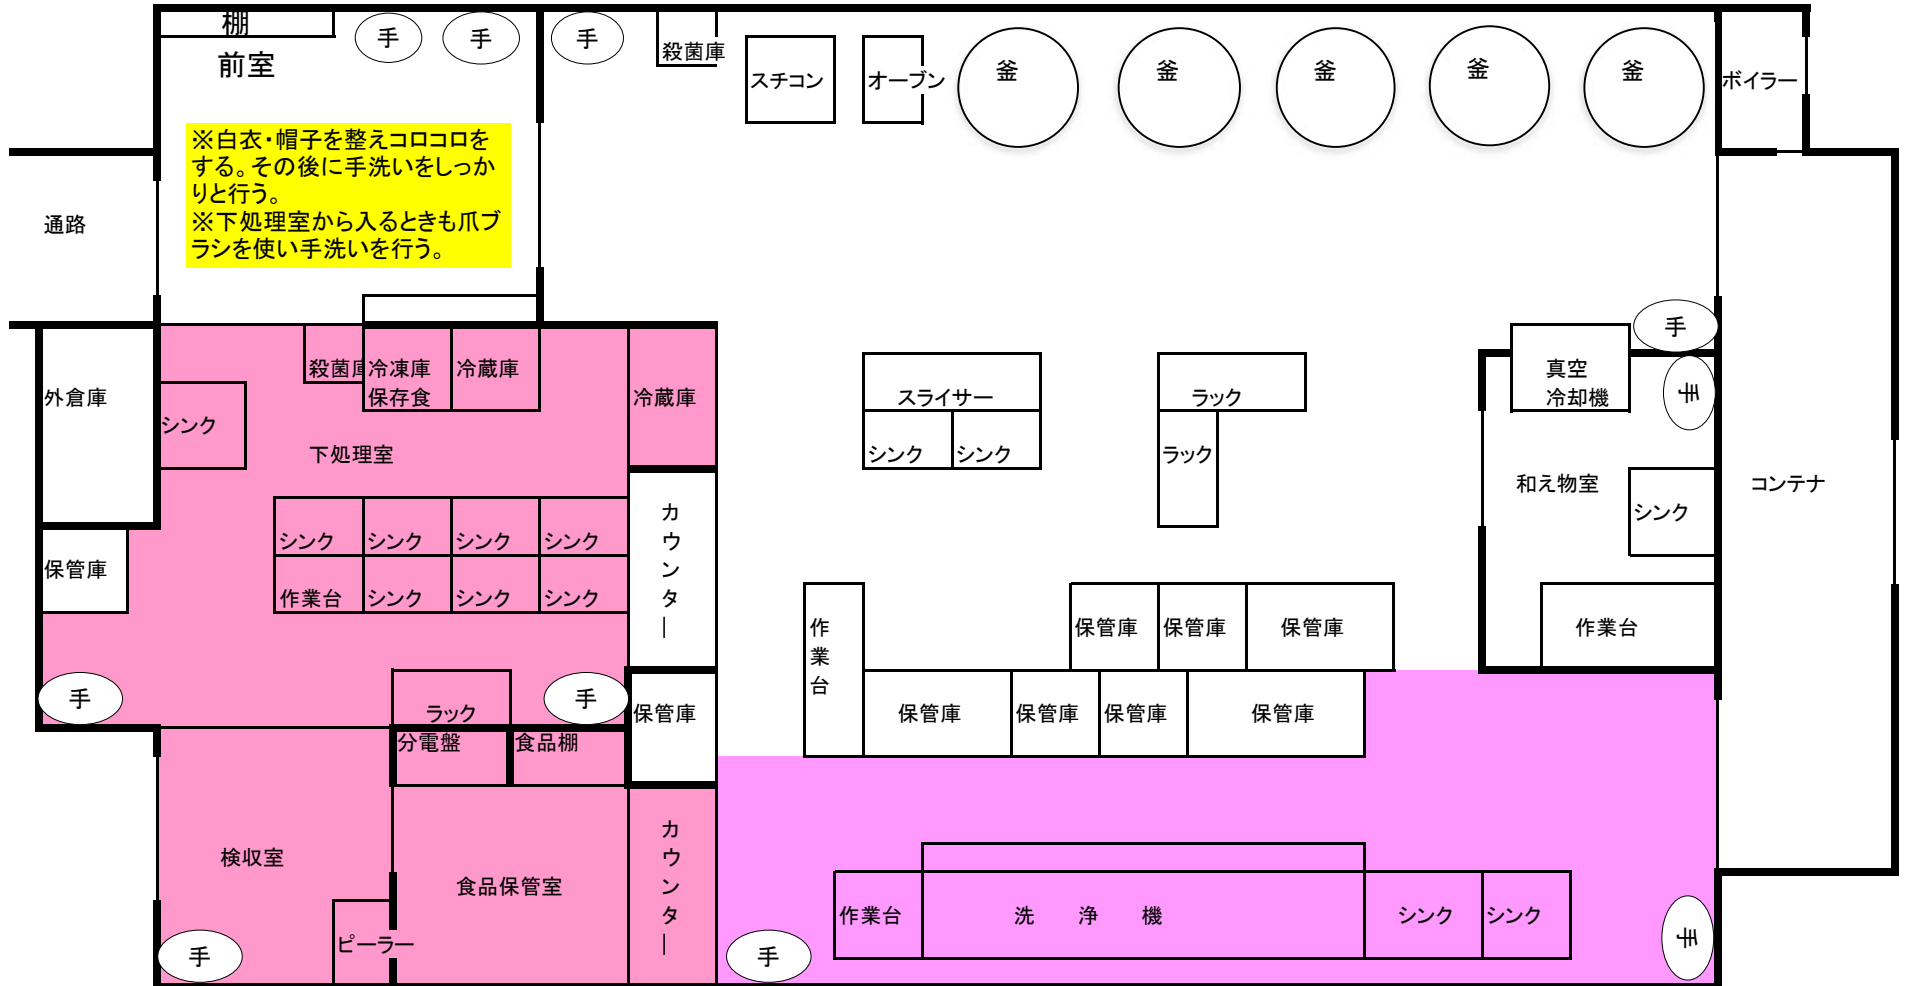 棚
手
手
手
殺菌庫
スチコン
オーブン
釜
釜
釜
釜
釜
ボイラー
前室
※白衣・帽子を整えコロコロを
する。その後に手洗いをしっか
りと行う。
※下処理室から入るときも爪ブ
ラシを使い手洗いを行う。
通路
手
外倉庫
殺菌庫
冷凍庫
保存食
冷蔵庫
冷蔵庫
スライサー
ラック
真空
冷却機
手
シンク
下処理室
シンク
シンク
ラック
和え物室
シンク
コンテナ
シンク
シンク
シンク
シンク
カウンター
保管庫
作業台
シンク
シンク
シンク
作業台
保管庫
保管庫
保管庫
作業台
手
ラック
手
保管庫
保管庫
保管庫
保管庫
保管庫
分電盤
食品棚
検収室
食品保管室
カウンター
作業台
洗 浄 機
シンク
シンク
手
ピーラー
手
手